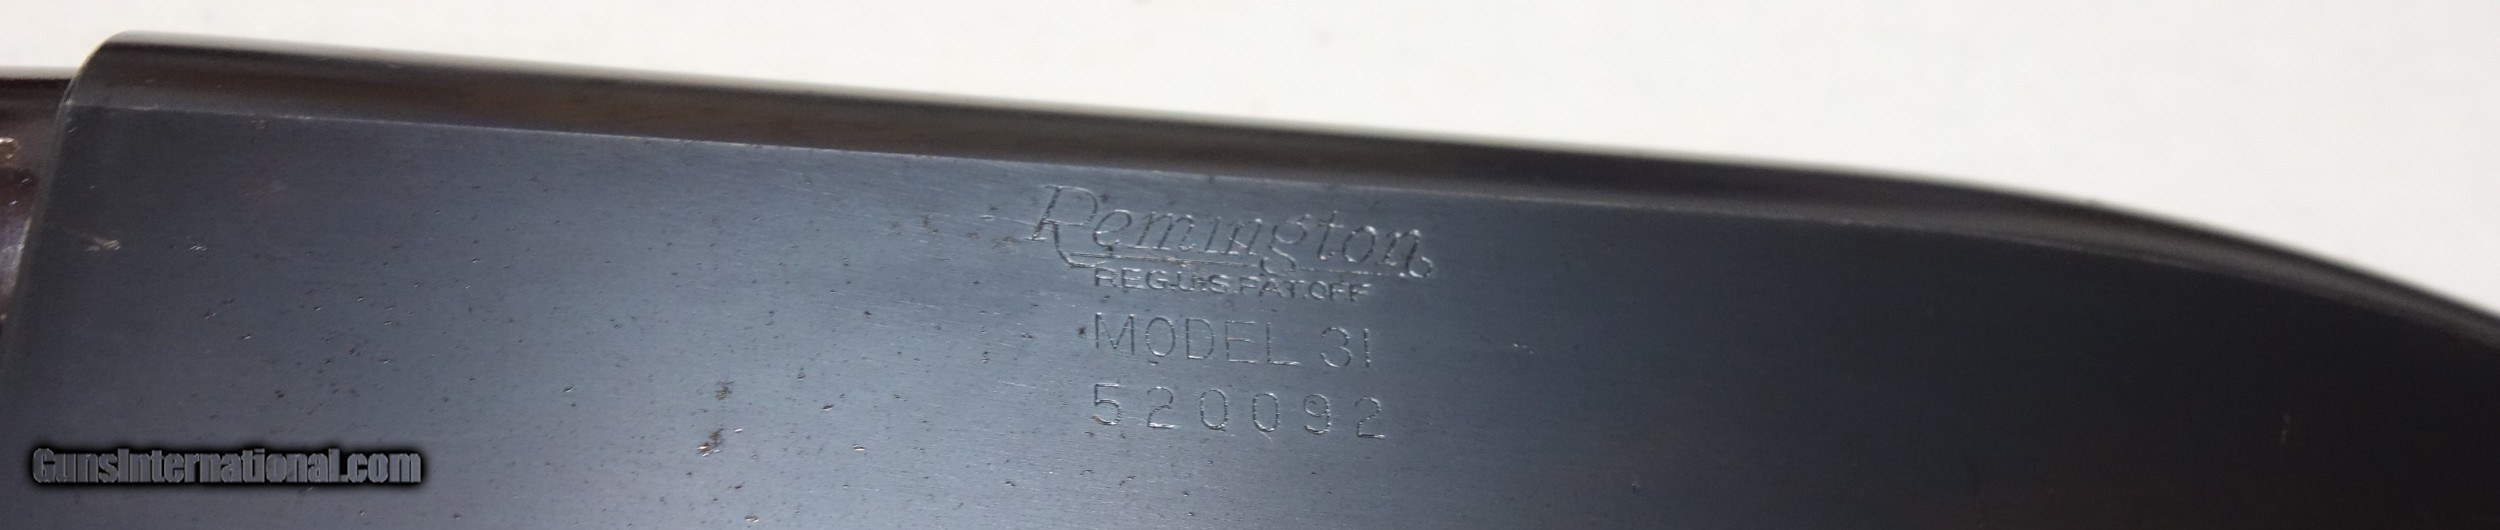 Remington
REG.U.S.PAT.OFF
MODEL 31
520092
GunsInternational.com